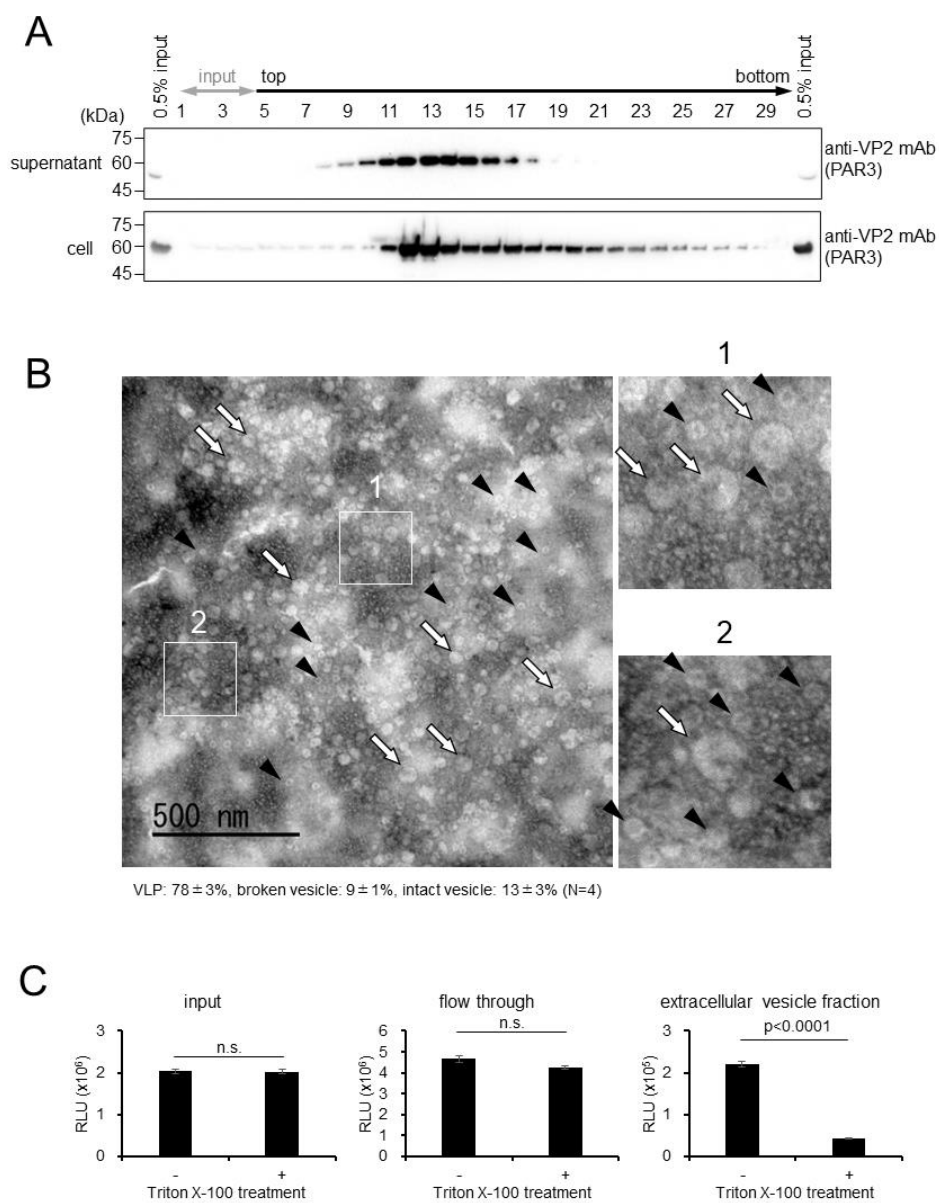 A
0.5% input
input
top
bottom
0.5% input
(kDa)
1 3 5 7 9 11 13 15 17 19 21 23 25 27 29
supernatant
75
60
45
anti-VP2 mAb
(PAR3)
cell
75
60
45
anti-VP2 mAb
(PAR3)
B
1
2
500 nm
1
2
VLP: 78 ± 3%, broken vesicle: 9 ± 1%, intact vesicle: 13 ± 3% (N=4)
C
input
n.s.
RLU (x10⁶)
3
2
1
0
- +
Triton X-100 treatment
flow through
n.s.
RLU (x10⁶)
6
5
4
3
2
1
0
- +
Triton X-100 treatment
extracellular vesicle fraction
p<0.0001
RLU (x10⁵)
3
2
1
0
- +
Triton X-100 treatment